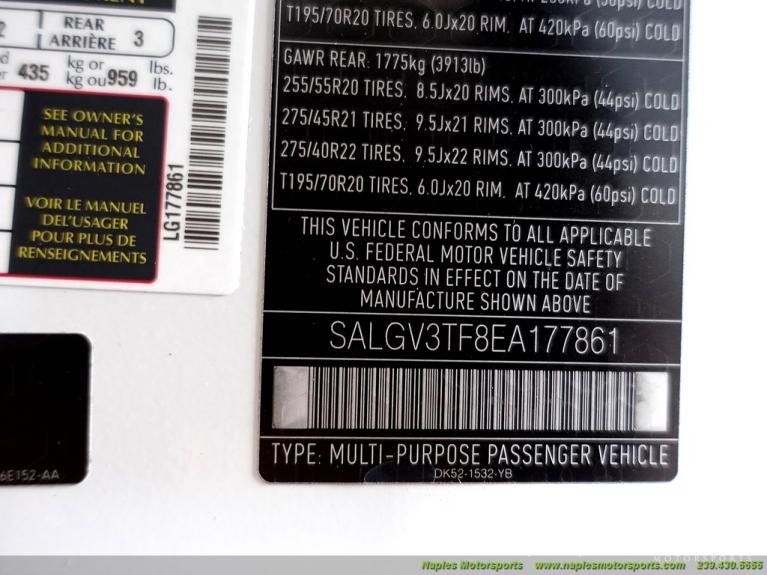 2 REAR
ARRIÈRE 3
435 kg or 959 lbs.
kg ou lb.
SEE OWNER'S
MANUAL FOR
ADDITIONAL
INFORMATION
VOIR LE MANUEL
DEL'USAGER
POUR PLUS DE
RENSEIGNEMENTS
LG177861
6E152-AA
T195/70R20 TIRES, 6.0Jx20 RIM, AT 420kPa (60psi) COLD
GAWR REAR: 1775kg (3913lb)
255/55R20 TIRES, 8.5Jx20 RIMS, AT 300kPa (44psi) COLD
275/45R21 TIRES, 9.5Jx21 RIMS, AT 300kPa (44psi) COLD
275/40R22 TIRES, 9.5Jx22 RIMS, AT 300kPa (44psi) COLD
T195/70R20 TIRES, 6.0Jx20 RIM, AT 420kPa (60psi) COLD
THIS VEHICLE CONFORMS TO ALL APPLICABLE
U.S. FEDERAL MOTOR VEHICLE SAFETY
STANDARDS IN EFFECT ON THE DATE OF
MANUFACTURE SHOWN ABOVE
SALGV3TF8EA177861
TYPE: MULTI-PURPOSE PASSENGER VEHICLE
DK52-1532-YB
MOTORSPORTS
Naples Motorsports www.naplesmotorsports.com 239.430.5655